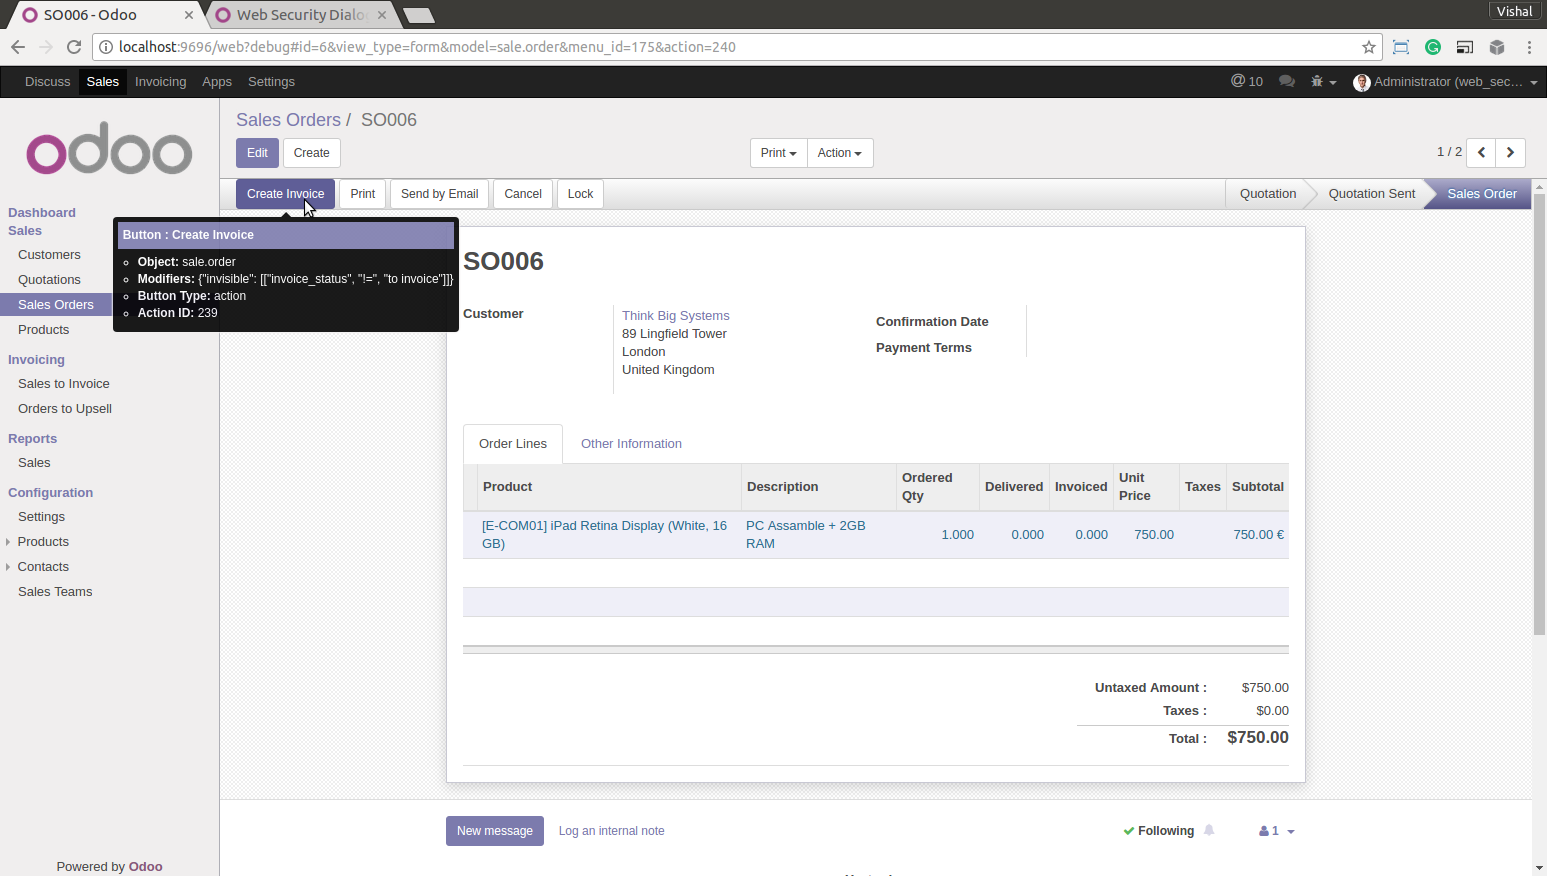 SO006 - Odoo
Web Security Dialo
Vishal
localhost:9696/web?debug#id=6&view_type=form&model=sale.order&menu_id=175&action=240
Discuss Sales Invoicing Apps Settings
@ 10
Administrator (web_sec...
odoo
Sales Orders / SO006
Edit Create
Print Action
1 / 2
Create Invoice Print Send by Email Cancel Lock
Quotation Quotation Sent Sales Order
Dashboard
Sales
Customers
Quotations
Sales Orders
Products
Invoicing
Sales to Invoice
Orders to Upsell
Reports
Sales
Configuration
Settings
Products
Contacts
Sales Teams
Powered by Odoo
Button : Create Invoice
Object: sale.order
Modifiers: {"invisible": [["invoice_status", "!=", "to invoice"]]}
Button Type: action
Action ID: 239
SO006
Customer
Think Big Systems
89 Lingfield Tower
London
United Kingdom
Confirmation Date
Payment Terms
Order Lines Other Information
Product Description Ordered Qty Delivered Invoiced Unit Price Taxes Subtotal
[E-COM01] iPad Retina Display (White, 16
GB)
PC Assamble + 2GB
RAM
1.000 0.000 0.000 750.00 750.00 €
Untaxed Amount : $750.00
Taxes : $0.00
Total : $750.00
New message Log an internal note
Following
1